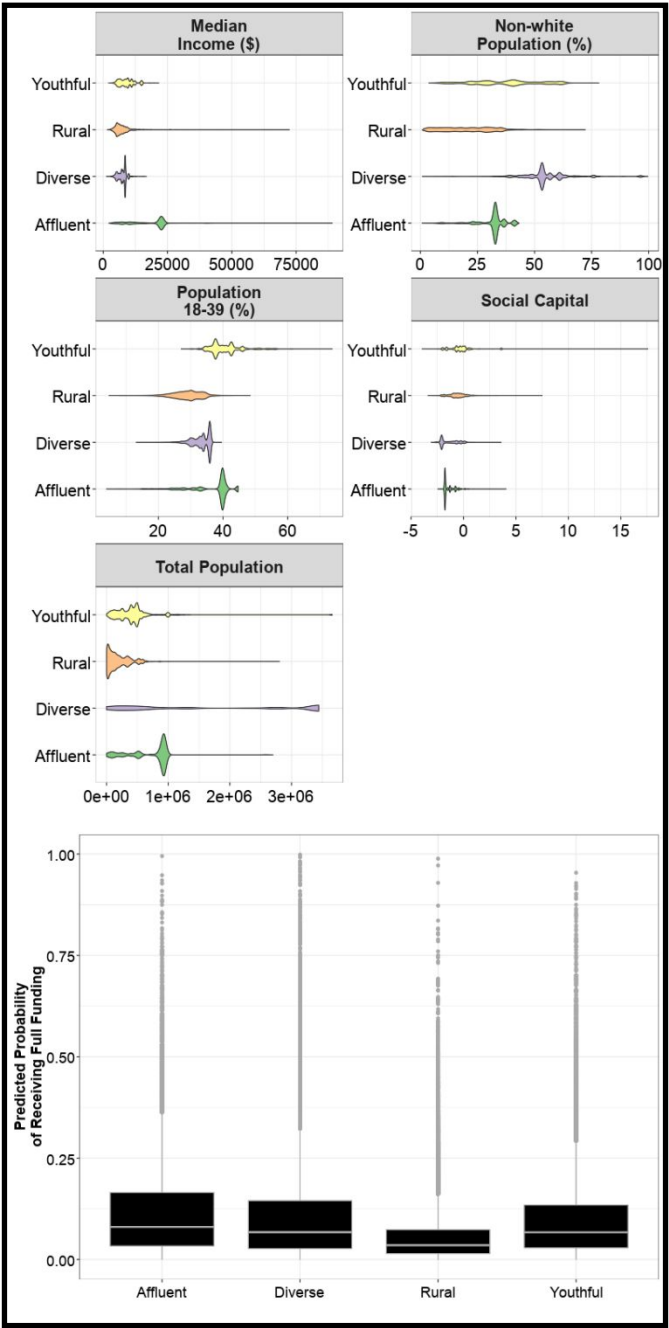 Median
Income ($)
Youthful
Rural
Diverse
Affluent
0 25000 50000 75000
Non-white
Population (%)
Youthful
Rural
Diverse
Affluent
0 25 50 75 100
Population
18-39 (%)
Youthful
Rural
Diverse
Affluent
20 40 60
Social Capital
Youthful
Rural
Diverse
Affluent
-5 0 5 10 15
Total Population
Youthful
Rural
Diverse
Affluent
0e+00 1e+06 2e+06 3e+06
Predicted Probability
of Receiving Full Funding
1.00
0.75
0.50
0.25
0.00
Affluent Diverse Rural Youthful